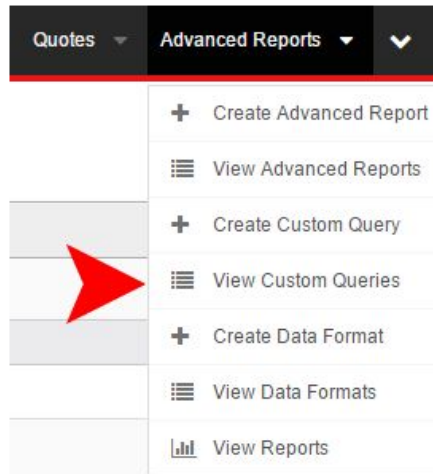 Quotes
Advanced Reports
Create Advanced Report
View Advanced Reports
Create Custom Query
View Custom Queries
Create Data Format
View Data Formats
View Reports